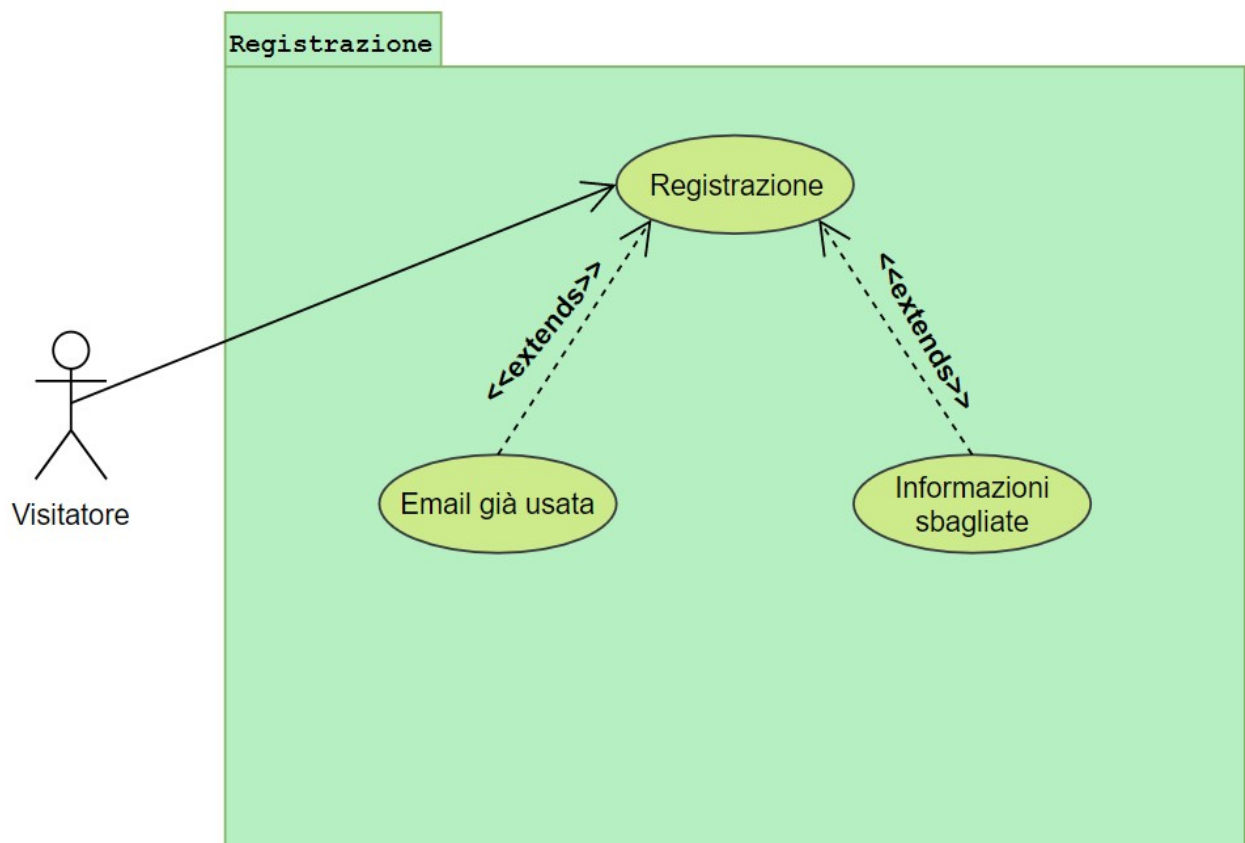 Registrazione
Registrazione
<<extends>>
<<extends>>
Email già usata
Informazioni
sbagliate
Visitatore